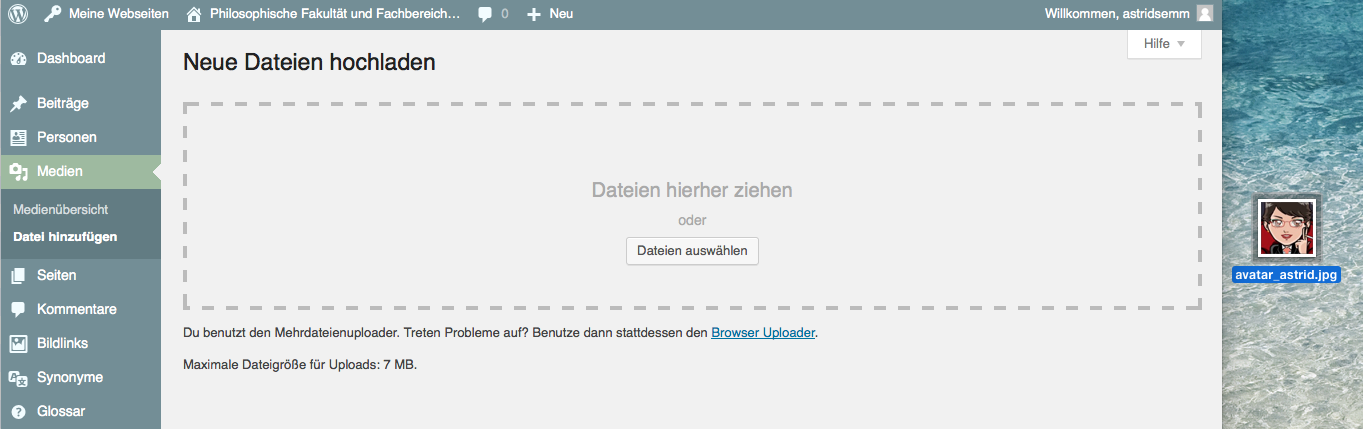 Meine Webseiten Philosophische Fakultät und Fachbereich… 0 Neu Willkommen, astridsemm
Hilfe
Dashboard
Beiträge
Personen
Medien
Medienübersicht
Datei hinzufügen
Seiten
Kommentare
Bildlinks
Synonyme
Glossar
Neue Dateien hochladen
Dateien hierher ziehen
oder
Dateien auswählen
Du benutzt den Mehrdateienuploader. Treten Probleme auf? Benutze dann stattdessen den Browser Uploader.
Maximale Dateigröße für Uploads: 7 MB.
avatar_astrid.jpg